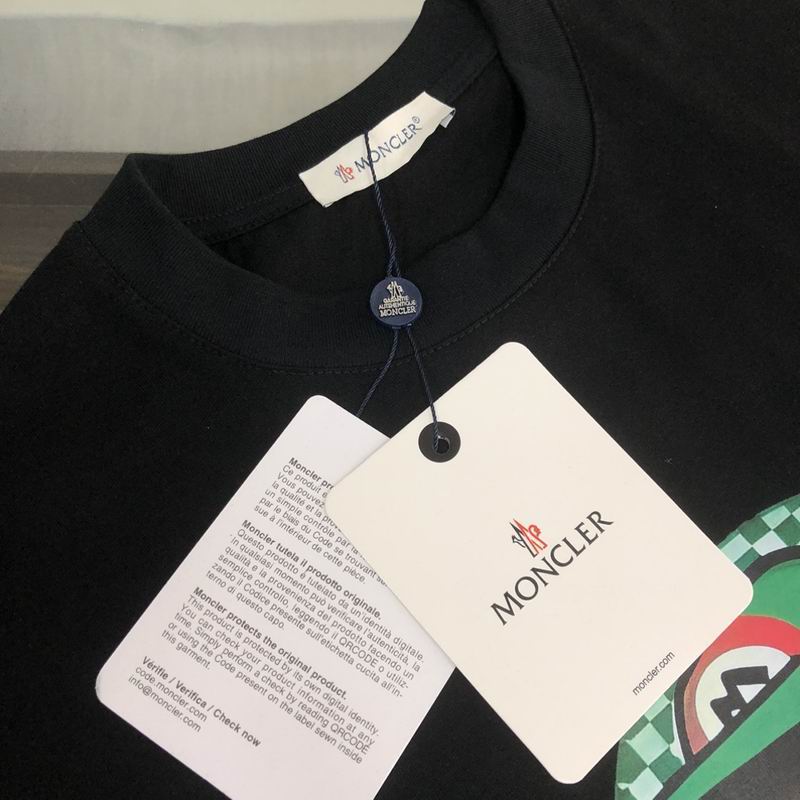 MONCLER®
GARANTIE
AUTHENTIQUE
MONCLER
Moncler
Ce produit
Vous pouvez
la qualité et la
un simple contrôle par la
par le biais du Code se trouvant
sue à l'intérieur de cette pièce.
Moncler tutela il prodotto originale.
Questo prodotto è tutelato da un'identità digitale,
in qualsiasi momento può verificare l'autenticità, la
qualità e la provenienza del prodotto facendo un
semplice controllo, leggendo il QRCODE o utiliz-
zando il Codice presente sull'etichetta cucita all'in-
terno di questo capo.
Moncler protects the original product.
This product is protected by its own digital identity.
You can check your product information at any
time. Simply perform a check by reading QRCODE
or using the Code present on the label sewn inside
this garment.
Vérifie / Verifica / Check now
code.moncler.com
info@moncler.com
MONCLER
moncler.com